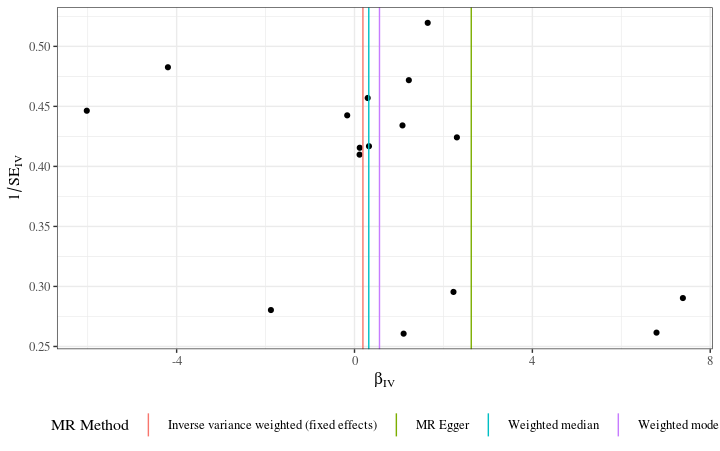 0.50
0.45
0.40
0.35
0.30
0.25
1/SE_IV
-4 0 4 8
β_IV
MR Method Inverse variance weighted (fixed effects) MR Egger Weighted median Weighted mode